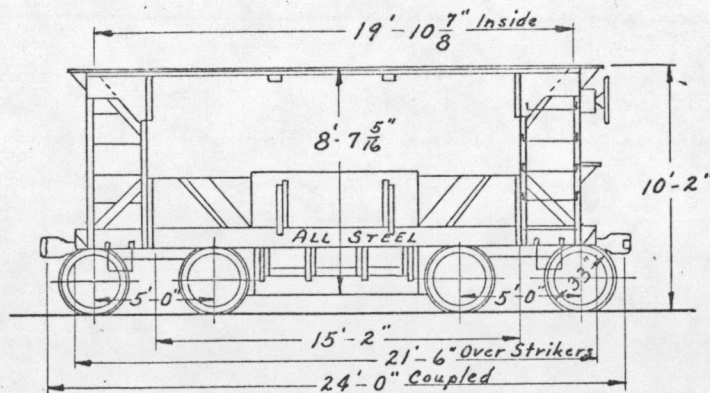 19'-10 7/8" Inside
8'-7 5/16"
10'-2"
ALL STEEL
5'-0"
5'-0"
33"
15'-2"
21'-6" Over Strikers
24'-0" Coupled